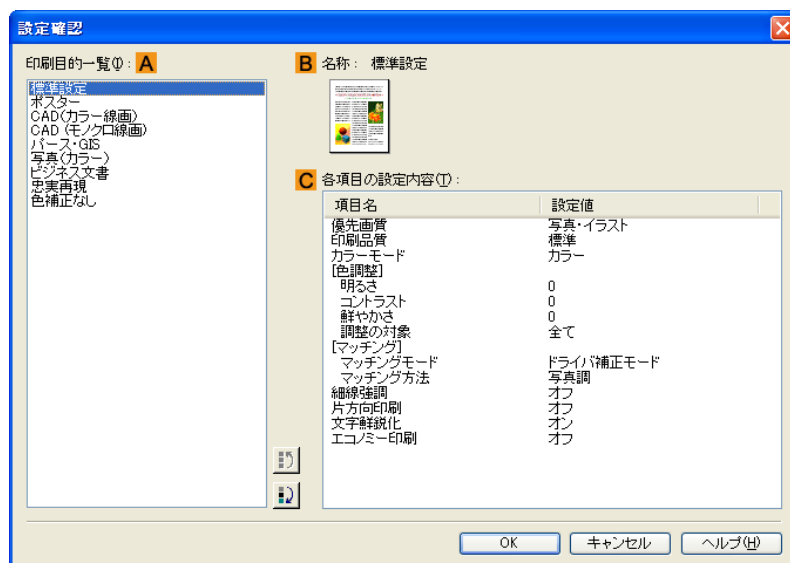 設定確認
印刷目的一覧(I): A
標準設定
ポスター
CAD(カラー線画)
CAD (モノクロ線画)
パース・GIS
写真(カラー)
ビジネス文書
忠実再現
色補正なし
B 名称: 標準設定
C 各項目の設定内容(T):
項目名 設定値
優先画質 写真・イラスト
印刷品質 標準
カラーモード カラー
[色調整]
明るさ 0
コントラスト 0
鮮やかさ 0
調整の対象 全て
[マッチング]
マッチングモード ドライバ補正モード
マッチング方法 写真調
細線強調 オフ
片方向印刷 オフ
文字鮮鋭化 オン
エコノミー印刷 オフ
OK キャンセル ヘルプ(H)